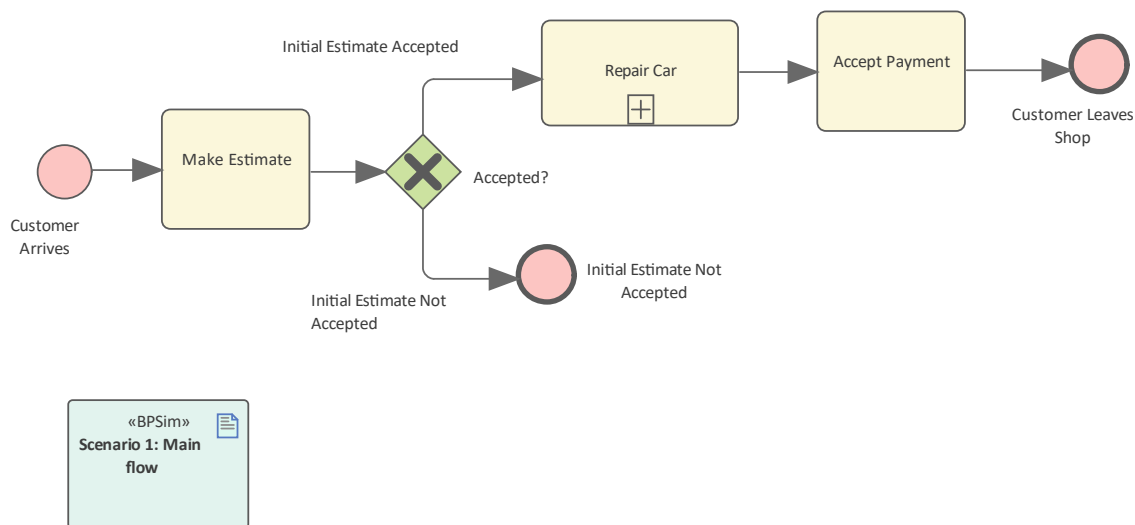 Initial Estimate Accepted
Repair Car
Accept Payment
Customer Leaves
Shop
Make Estimate
Accepted?
Customer
Arrives
Initial Estimate Not
Accepted
Initial Estimate Not
Accepted
«BPSim»
Scenario 1: Main
flow